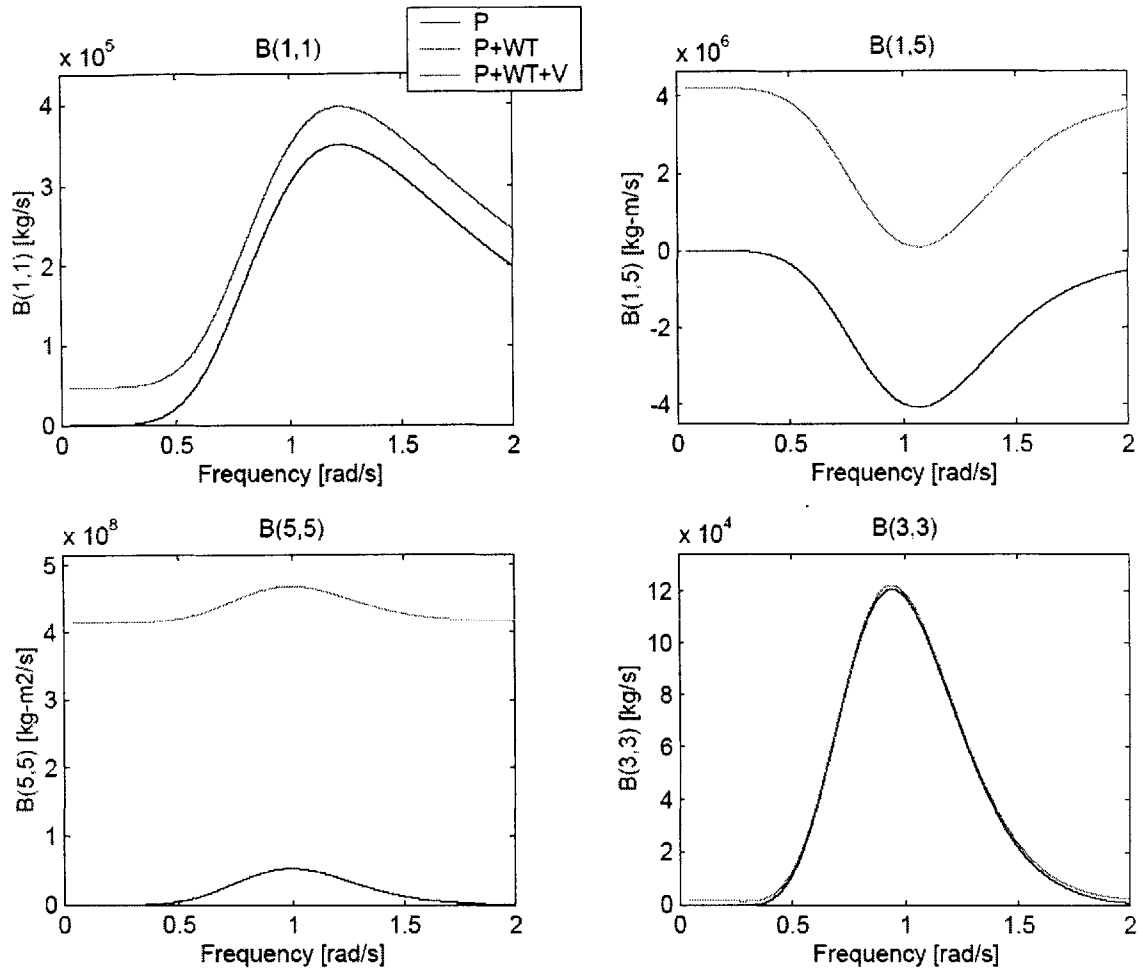 P
P+WT
P+WT+V
B(1,1)
x 10^5
B(1,1) [kg/s]
4
3
2
1
0
0 0.5 1 1.5 2
Frequency [rad/s]
B(1,5)
x 10^6
B(1,5) [kg-m/s]
4
2
0
-2
-4
0 0.5 1 1.5 2
Frequency [rad/s]
B(5,5)
x 10^8
B(5,5) [kg-m2/s]
5
4
3
2
1
0
0 0.5 1 1.5 2
Frequency [rad/s]
B(3,3)
x 10^4
B(3,3) [kg/s]
12
10
8
6
4
2
0
0 0.5 1 1.5 2
Frequency [rad/s]